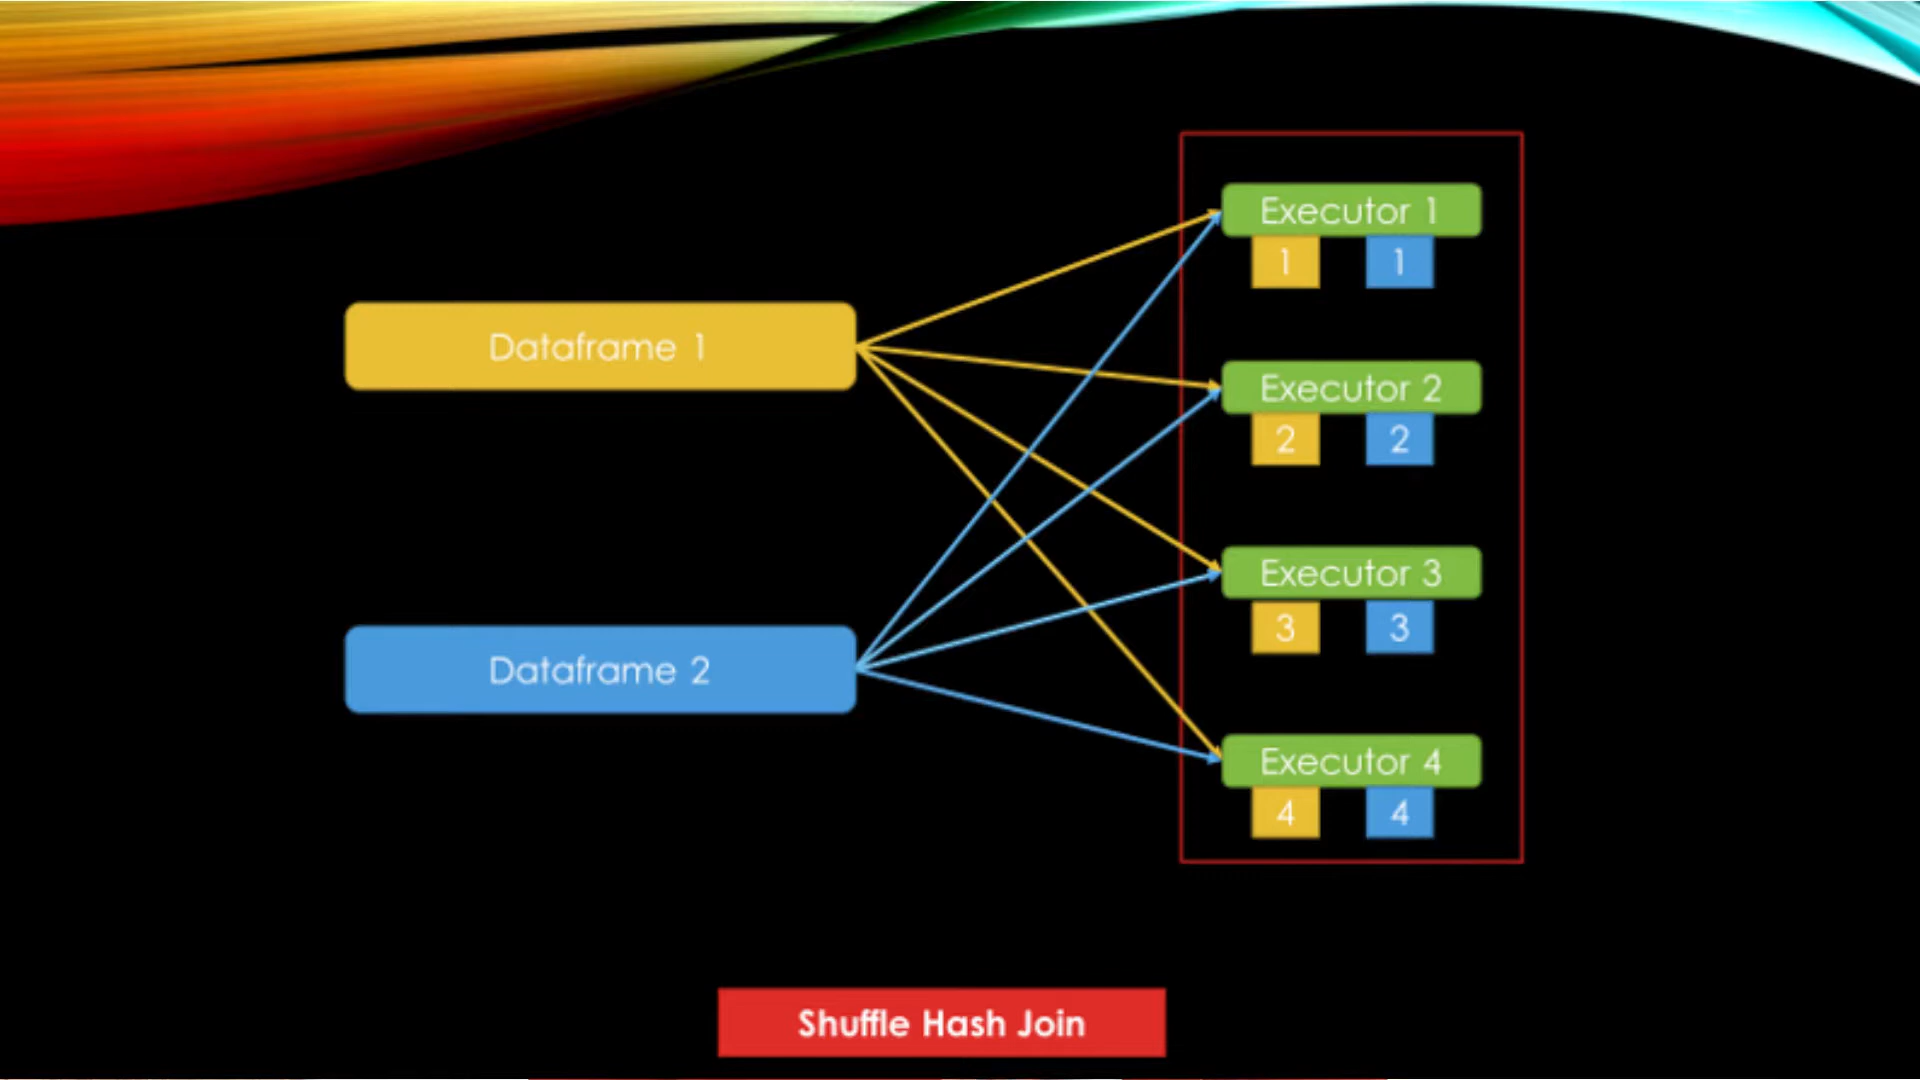 Executor 1
1 1
Dataframe 1
Executor 2
2 2
Executor 3
3 3
Dataframe 2
Executor 4
4 4
Shuffle Hash Join